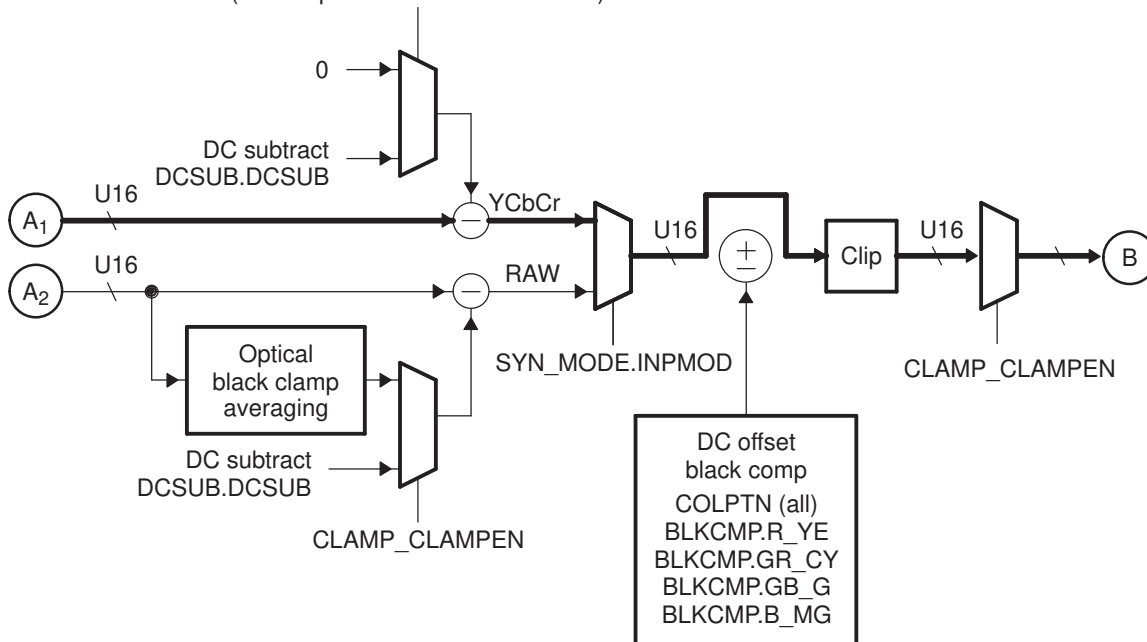 0
DC subtract
DCSUB.DCSUB
U16
A1
YCbCr
U16
U16
Clip
B
U16
A2
RAW
Optical
black clamp
averaging
SYN_MODE.INPMOD
CLAMP_CLAMPEN
DC subtract
DCSUB.DCSUB
CLAMP_CLAMPEN
+
−
−
−
DC offset
black comp
COLPTN (all)
BLKCMP.R_YE
BLKCMP.GR_CY
BLKCMP.GB_G
BLKCMP.B_MG